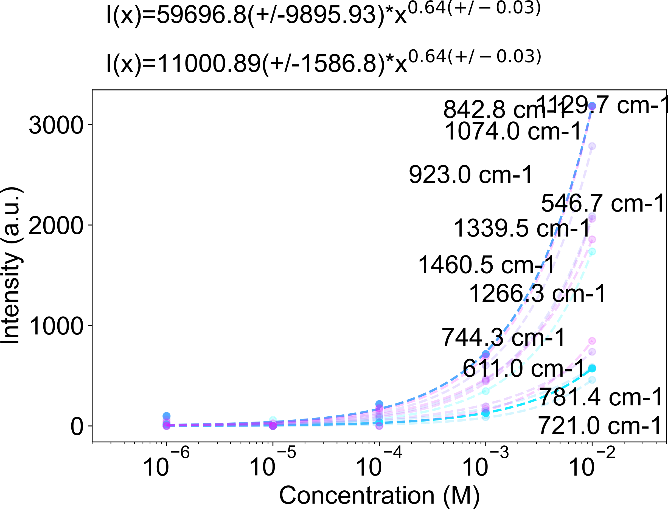 I(x)=59696.8(+/-9895.93)*x^0.64(+/−0.03)
I(x)=11000.89(+/-1586.8)*x^0.64(+/−0.03)
842.8 cm-1
1129.7 cm-1
1074.0 cm-1
923.0 cm-1
546.7 cm-1
1339.5 cm-1
1460.5 cm-1
1266.3 cm-1
744.3 cm-1
611.0 cm-1
781.4 cm-1
721.0 cm-1
3000
2000
1000
0
Intensity (a.u.)
10^−6 10^−5 10^−4 10^−3 10^−2
Concentration (M)